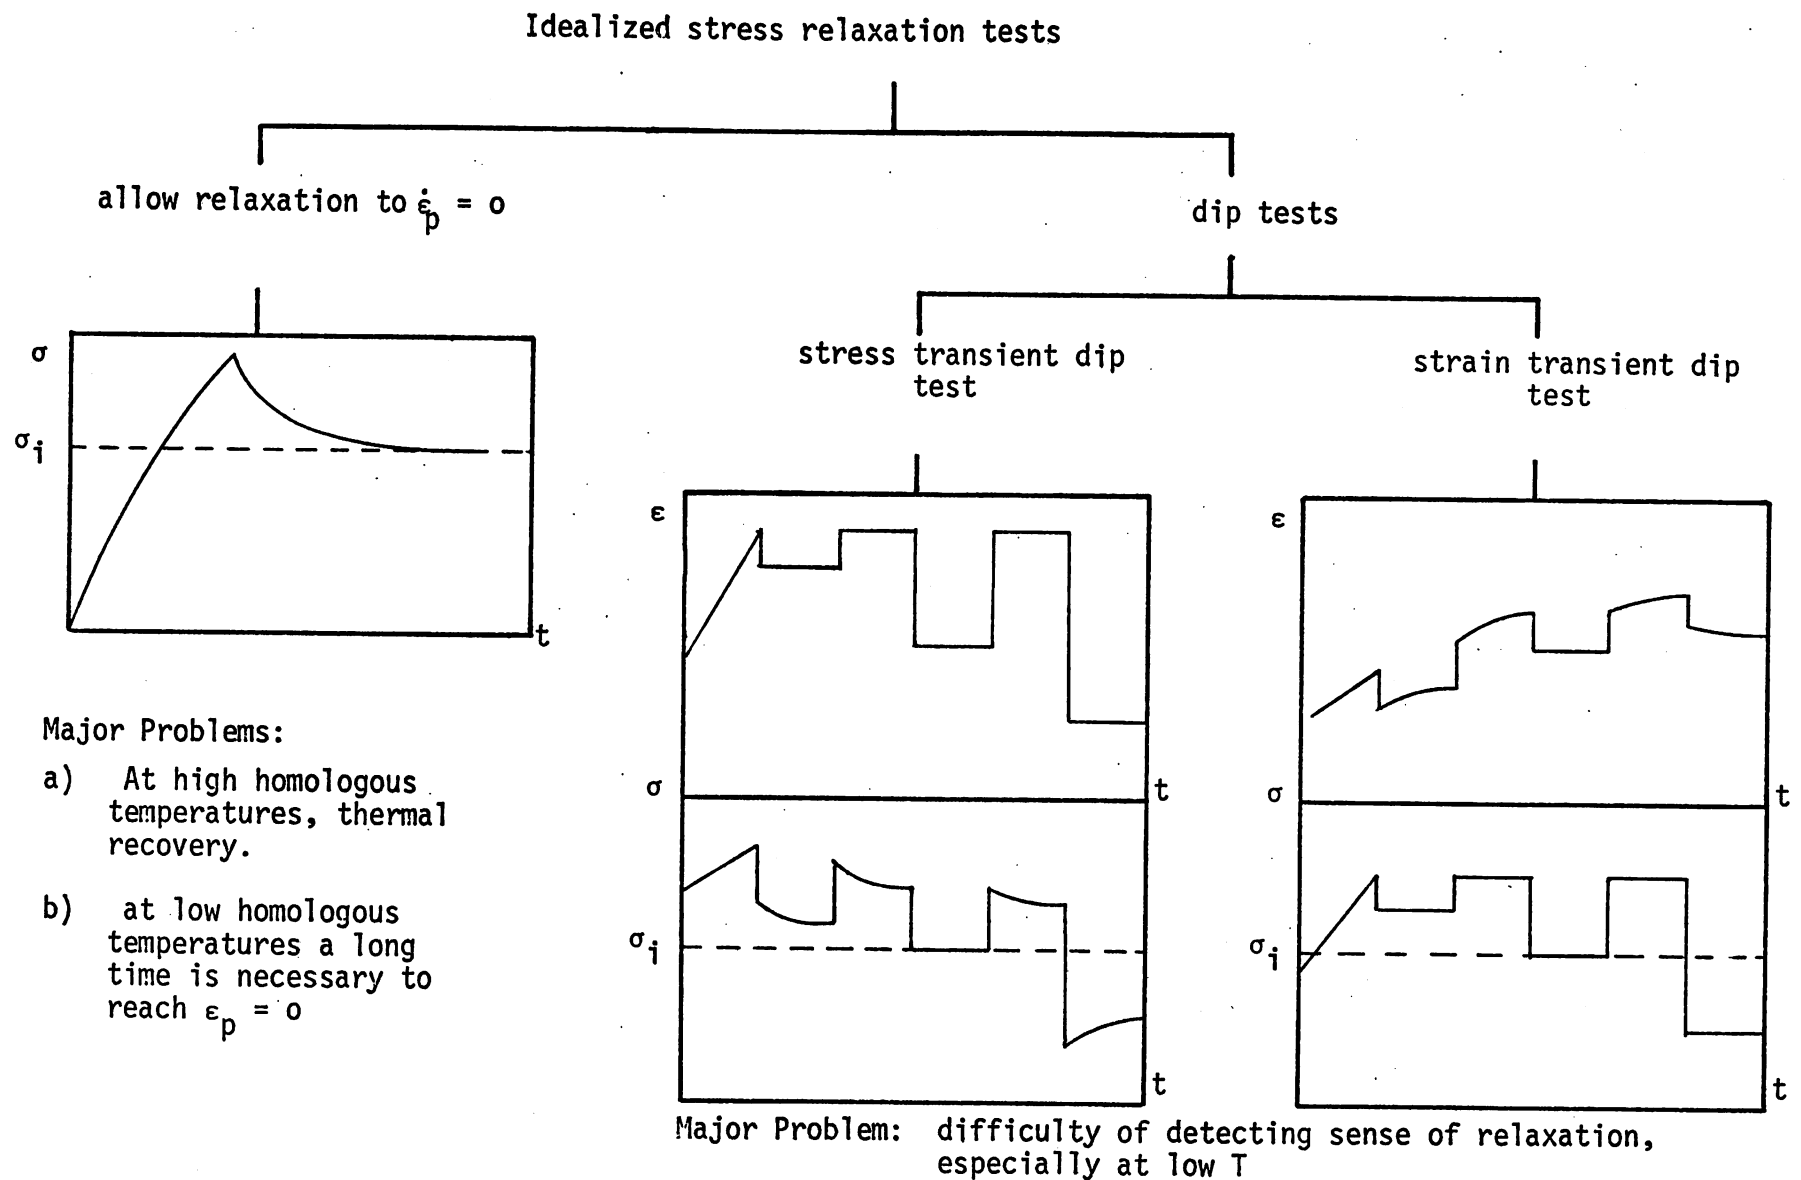 Idealized stress relaxation tests
allow relaxation to ε̇p = o
dip tests
stress transient dip
test
strain transient dip
test
σ
σi
t
ε
t
σ
σi
t
ε
t
σ
σi
t
Major Problems:
a) At high homologous
temperatures, thermal
recovery.
b) at low homologous
temperatures a long
time is necessary to
reach εp = o
Major Problem: difficulty of detecting sense of relaxation,
especially at low T